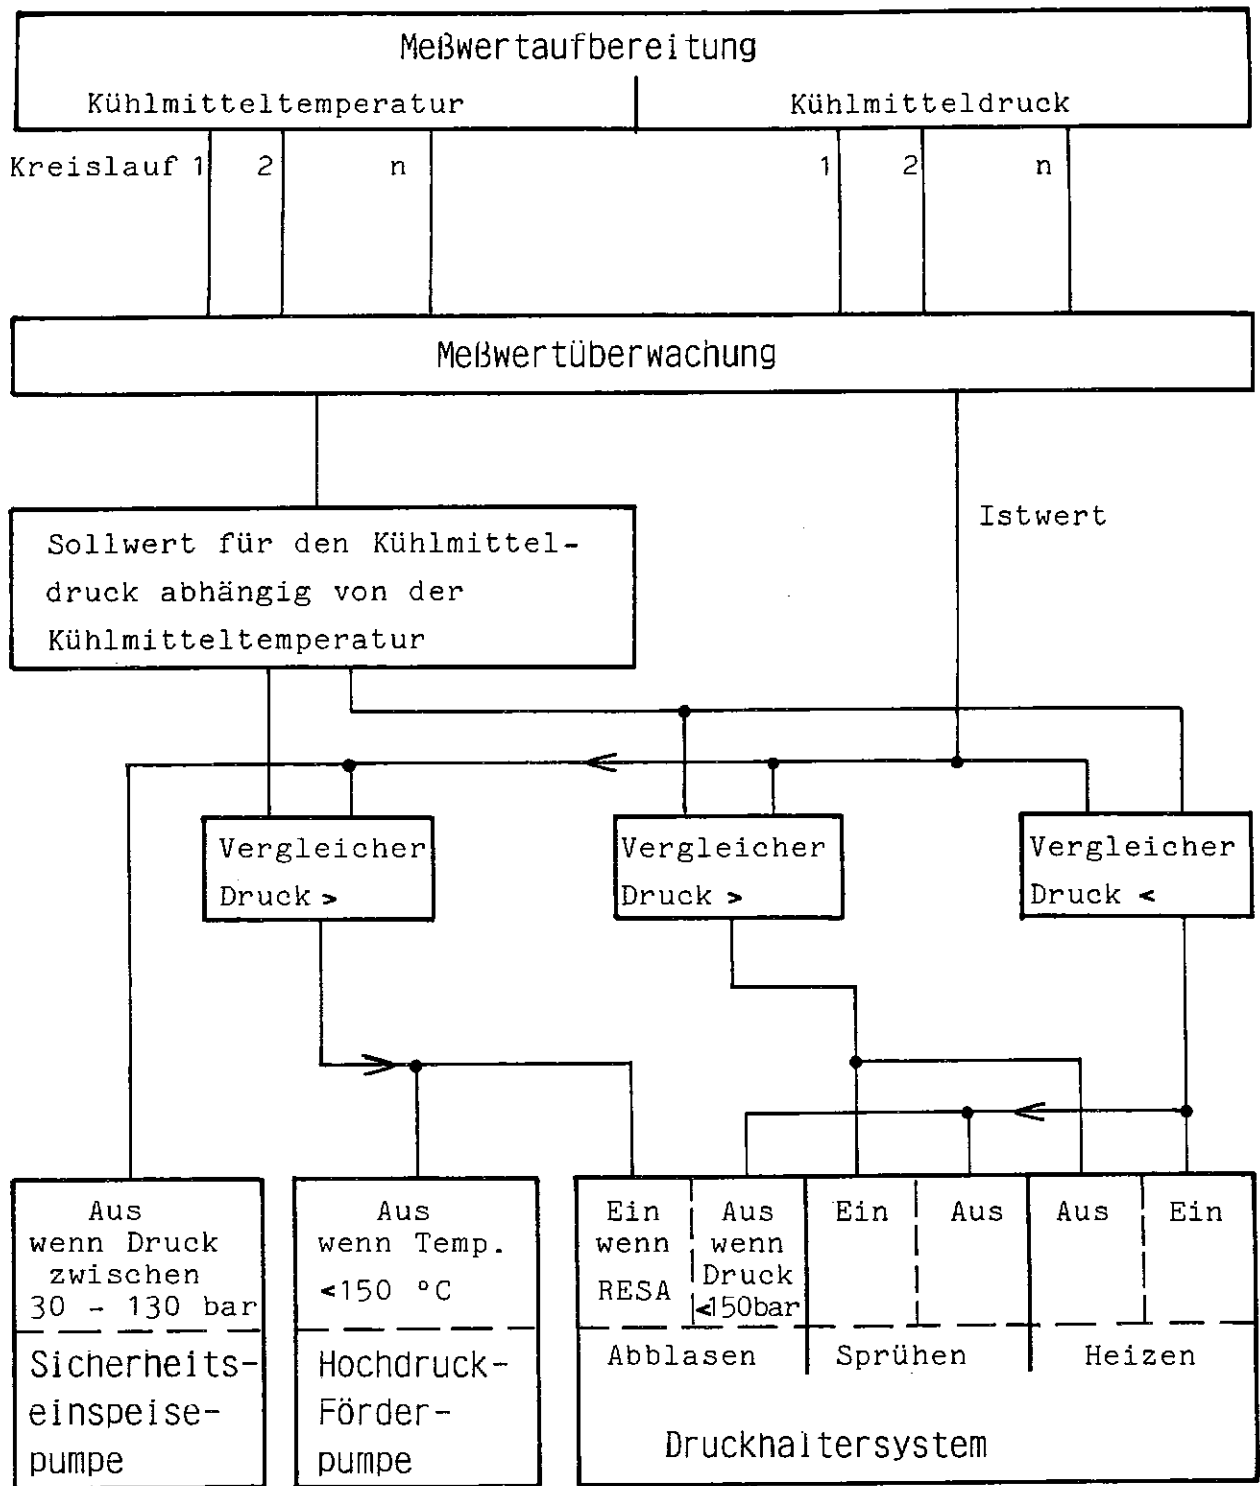 Meßwertaufbereitung
Kühlmitteltemperatur
Kühlmitteldruck
Kreislauf 1 2 n
1 2 n
Meßwertüberwachung
Istwert
Sollwert für den Kühlmittel-
druck abhängig von der
Kühlmitteltemperatur
Vergleicher
Druck >
Vergleicher
Druck >
Vergleicher
Druck <
Aus
wenn Druck
zwischen
30 - 130 bar
Sicherheits-
einspeise-
pumpe
Aus
wenn Temp.
<150 °C
Hochdruck-
Förder-
pumpe
Ein
wenn
RESA
Aus
wenn
Druck
<150bar
Ein
Aus
Aus
Ein
Abblasen
Sprühen
Heizen
Druckhaltersystem